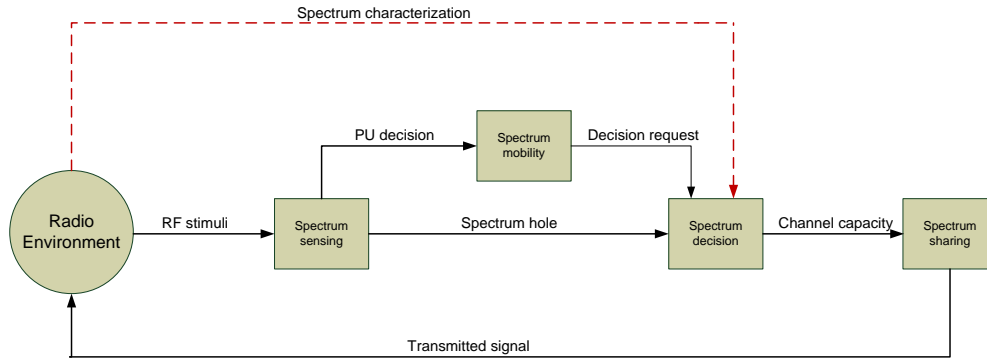 Spectrum characterization
PU decision
Spectrum
mobility
Decision request
Radio
Environment
RF stimuli
Spectrum
sensing
Spectrum hole
Spectrum
decision
Channel capacity
Spectrum
sharing
Transmitted signal